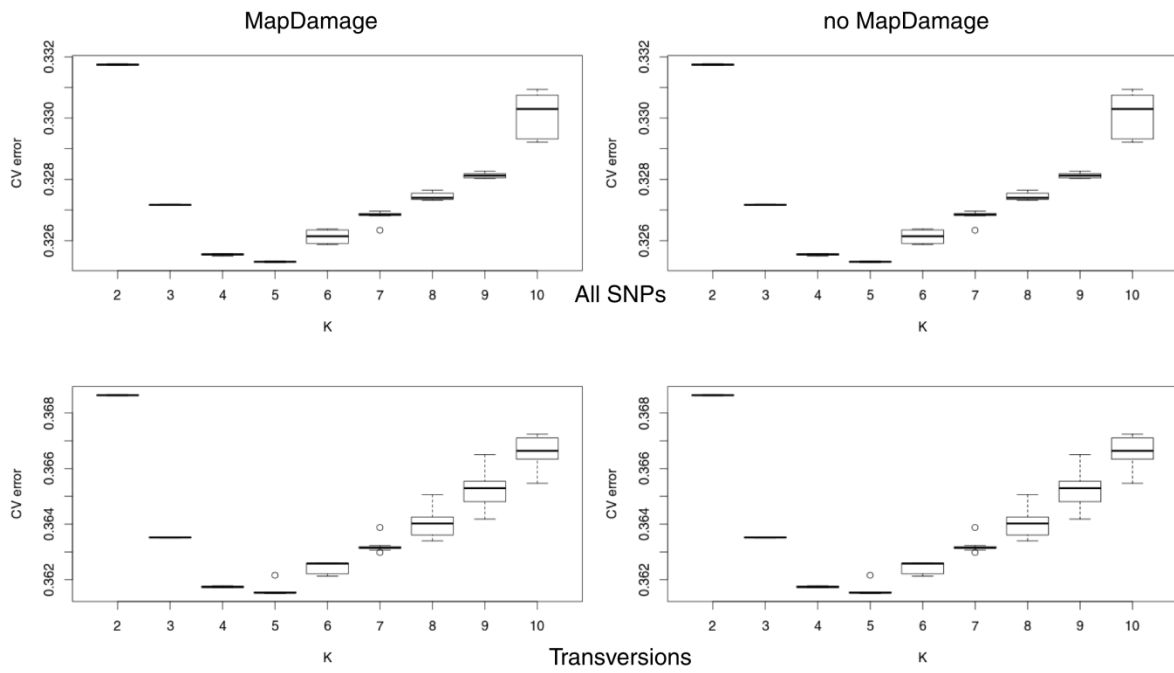 MapDamage
no MapDamage
CV error
0.332
0.330
0.328
0.326
2 3 4 5 6 7 8 9 10
K
CV error
0.332
0.330
0.328
0.326
2 3 4 5 6 7 8 9 10
K
All SNPs
CV error
0.368
0.366
0.364
0.362
2 3 4 5 6 7 8 9 10
K
CV error
0.368
0.366
0.364
0.362
2 3 4 5 6 7 8 9 10
K
Transversions